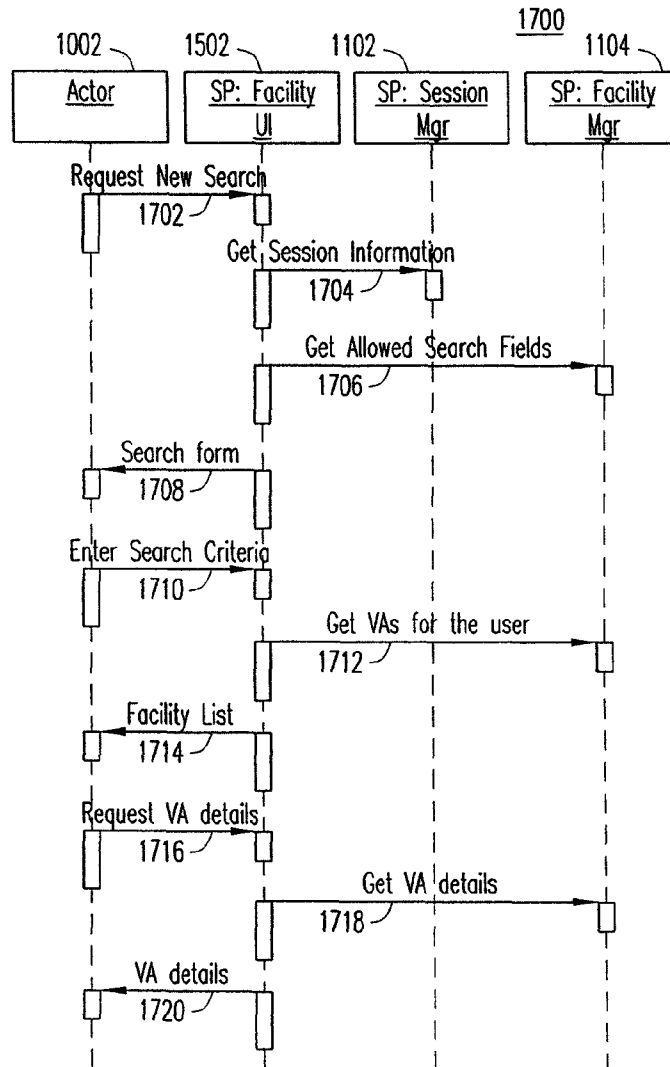 1700
1002
1502
1102
1104
Actor
SP: Facility
UI
SP: Session
Mgr
SP: Facility
Mgr
Request New Search
1702
Get Session Information
1704
Get Allowed Search Fields
1706
Search form
1708
Enter Search Criteria
1710
Get VAs for the user
1712
Facility List
1714
Request VA details
1716
Get VA details
1718
VA details
1720